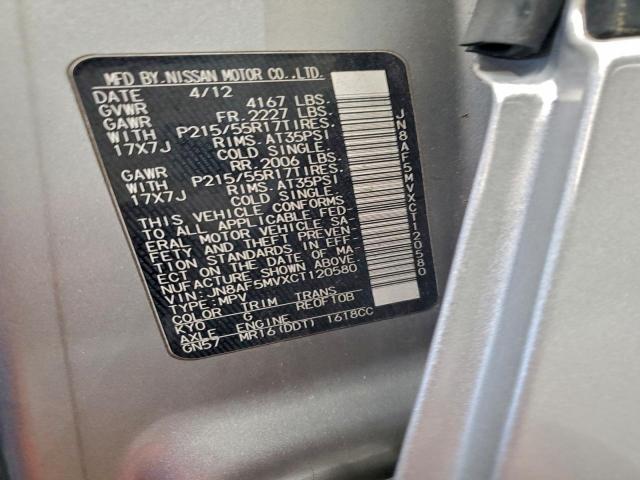 MFD BY.NISSAN MOTOR CO.,LTD.
DATE 4/12
GVWR 4167 LBS.
GAWR FR. 2227 LBS.
WITH P215/55R17TIRES.
17X7J RIMS. AT35PSI
COLD SINGLE.
GAWR RR. 2006 LBS.
WITH P215/55R17TIRES.
17X7J RIMS. AT35PSI
COLD SINGLE.
THIS VEHICLE CONFORMS
TO ALL APPLICABLE FED-
ERAL MOTOR VEHICLE SA-
FETY AND THEFT PREVEN-
TION STANDARDS IN EFF-
ECT ON THE DATE OF MA-
NUFACTURE SHOWN ABOVE.
VIN: JN8AF5MVXCT120580
TYPE: MPV
COLOR TRIM TRANS
KY0 G RE0F10B
AXLE ENGINE
GN57 MR16(DDT) 1618CC
JN8AF5MVXCT120580